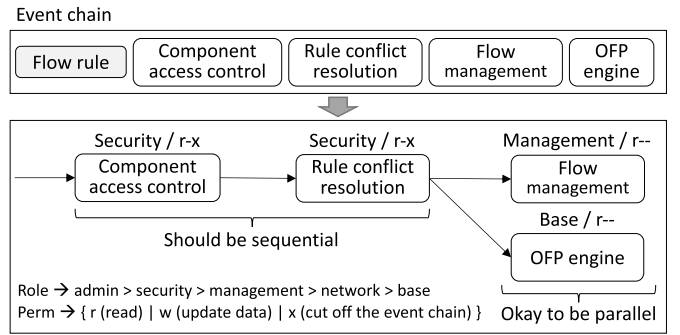 Event chain
Flow rule
Component
access control
Rule conflict
resolution
Flow
management
OFP
engine
Security / r-x
Component
access control
Security / r-x
Rule conflict
resolution
Management / r--
Flow
management
Base / r--
OFP engine
Should be sequential
Okay to be parallel
Role → admin > security > management > network > base
Perm → { r (read) | w (update data) | x (cut off the event chain) }